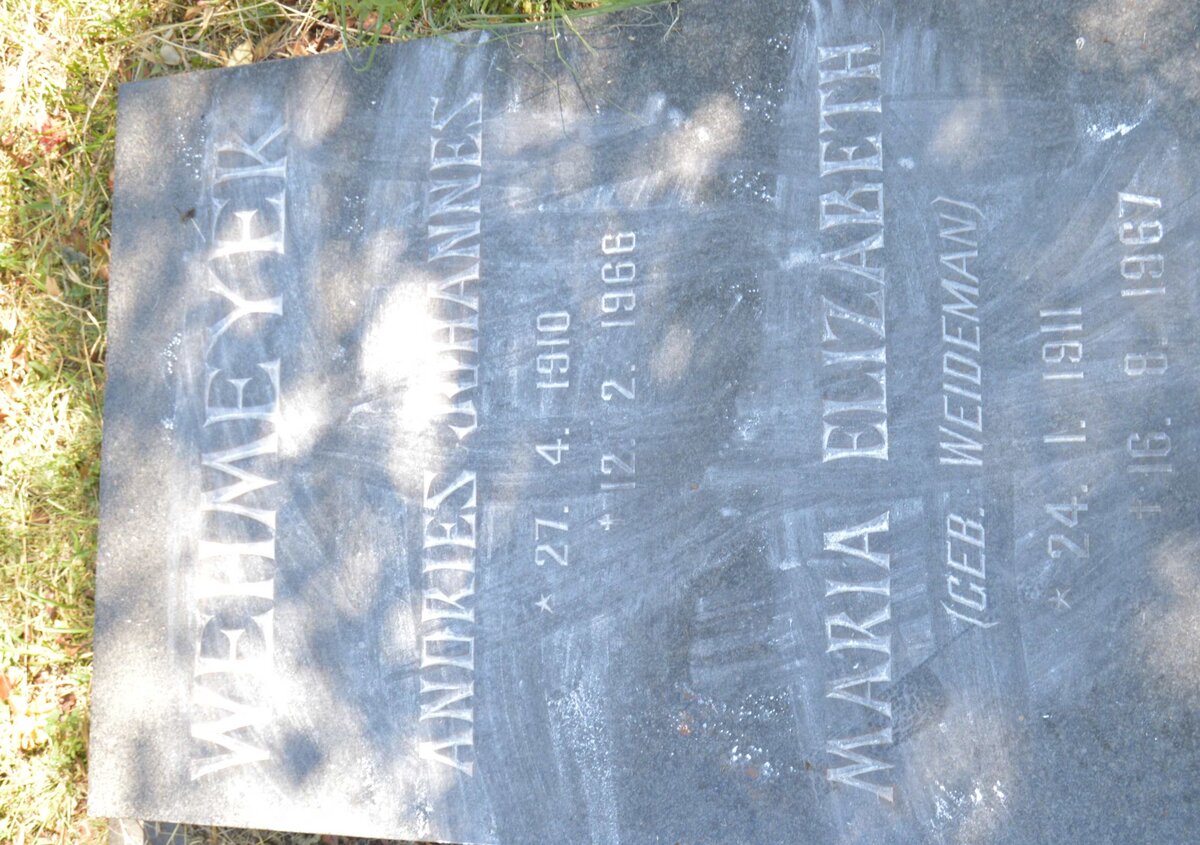 WEHMEYER
ANDRIES JOHANNES
* 27. 4. 1910
+ 12. 2. 1966
MARIA ELIZABETH
(GEB. WEIDEMAN)
* 24. 1. 1911
+ 16. 8. 1967